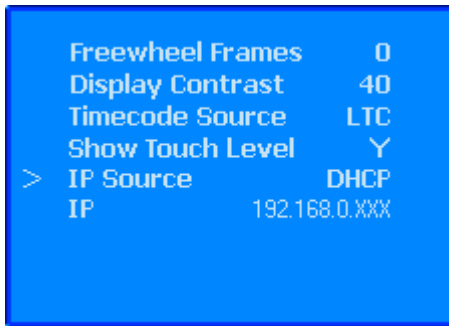 Freewheel Frames 0
Display Contrast 40
Timecode Source LTC
Show Touch Level Y
> IP Source DHCP
IP 192.168.0.XXX